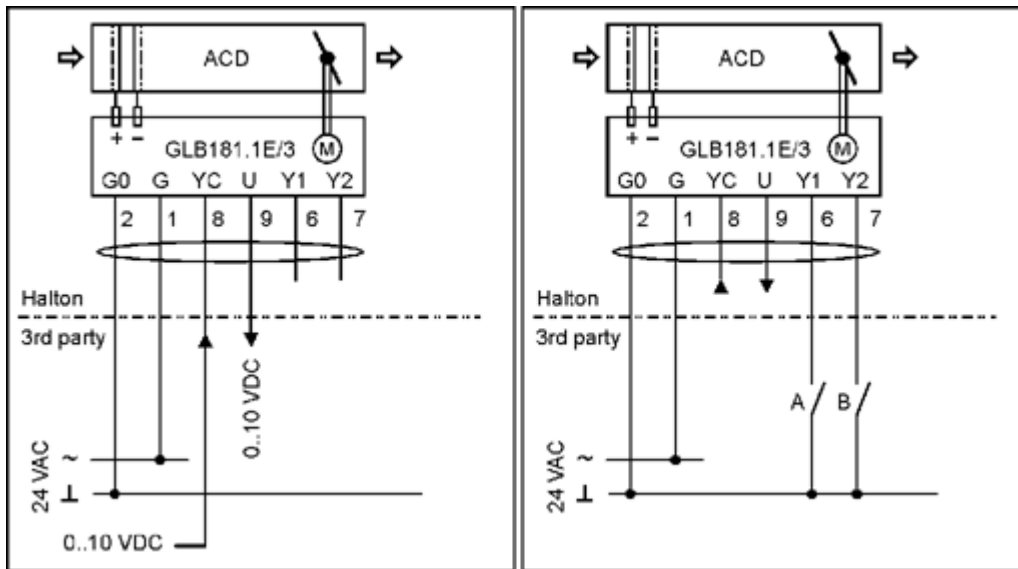 ACD
+ −
GLB181.1E/3 M
G0 G YC U Y1 Y2
2 1 8 9 6 7
Halton
3rd party
0..10 VDC
24 VAC
~
⊥
0..10 VDC
ACD
+ −
GLB181.1E/3 M
G0 G YC U Y1 Y2
2 1 8 9 6 7
Halton
3rd party
A B
24 VAC
~
⊥